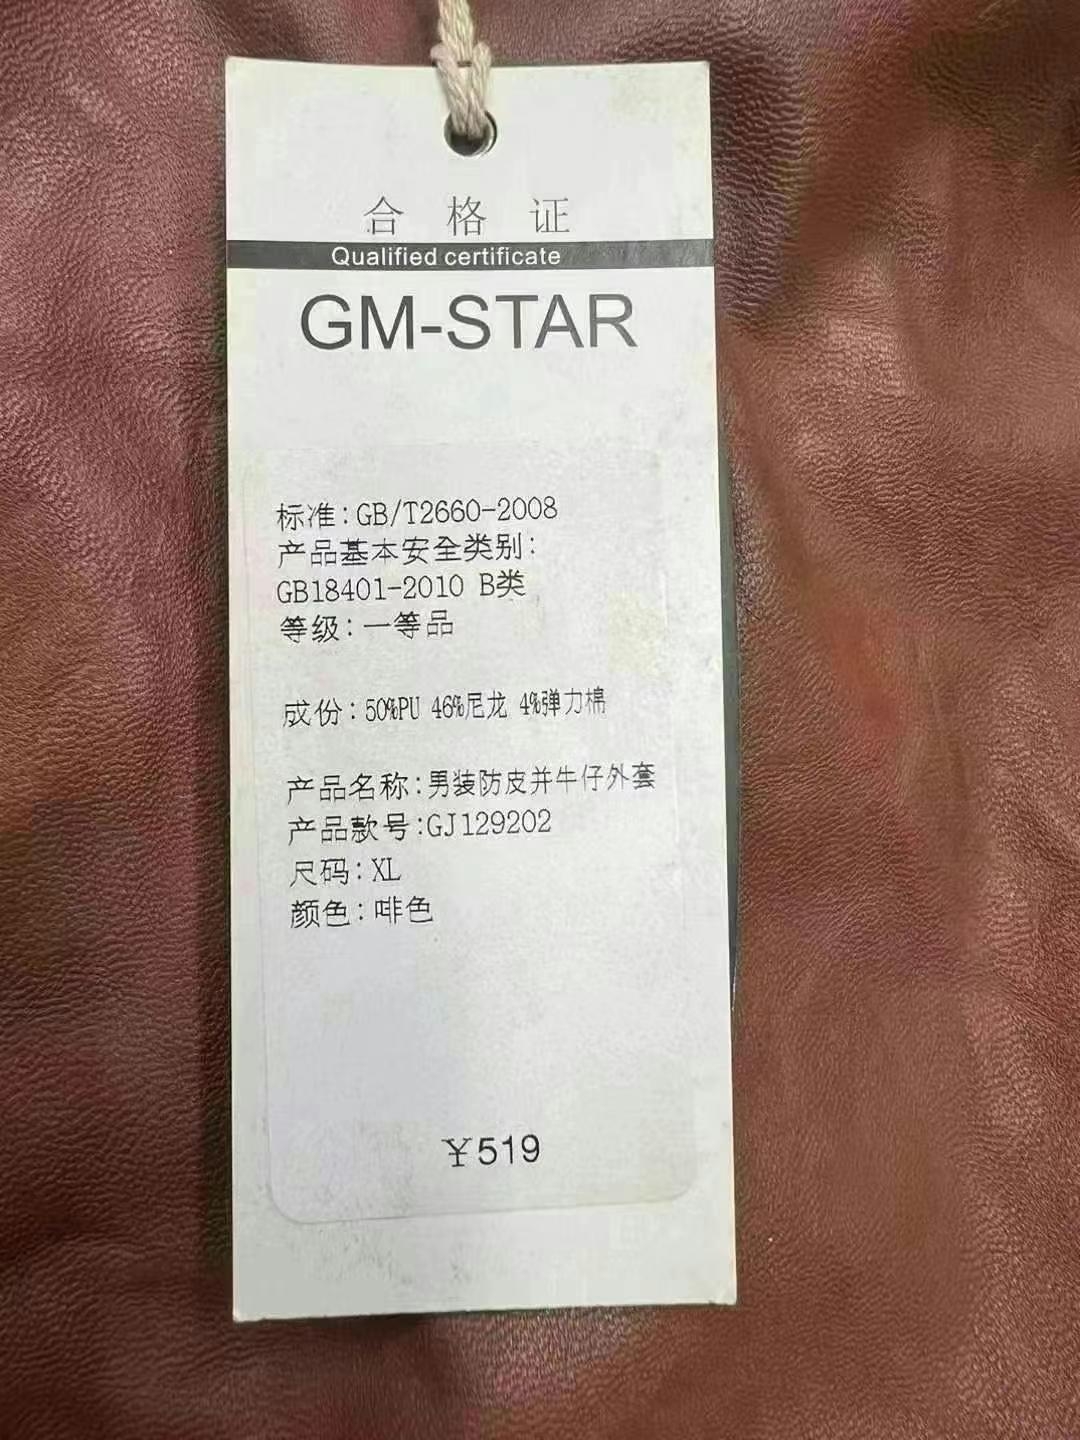 合格证
Qualified certificate
GM-STAR
标准:GB/T2660-2008
产品基本安全类别:
GB18401-2010 B类
等级:一等品
成份:50%PU 46%尼龙 4%弹力棉
产品名称:男装防皮并牛仔外套
产品款号:GJ129202
尺码:XL
颜色:啡色
￥519